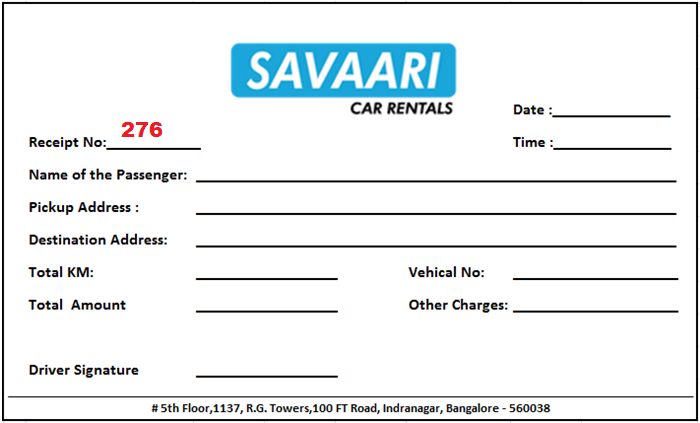 SAVAARI
CAR RENTALS
Date :
Receipt No: 276
Time :
Name of the Passenger:
Pickup Address :
Destination Address:
Total KM: Vehical No:
Total Amount Other Charges:
Driver Signature
# 5th Floor,1137, R.G. Towers,100 FT Road, Indranagar, Bangalore - 560038